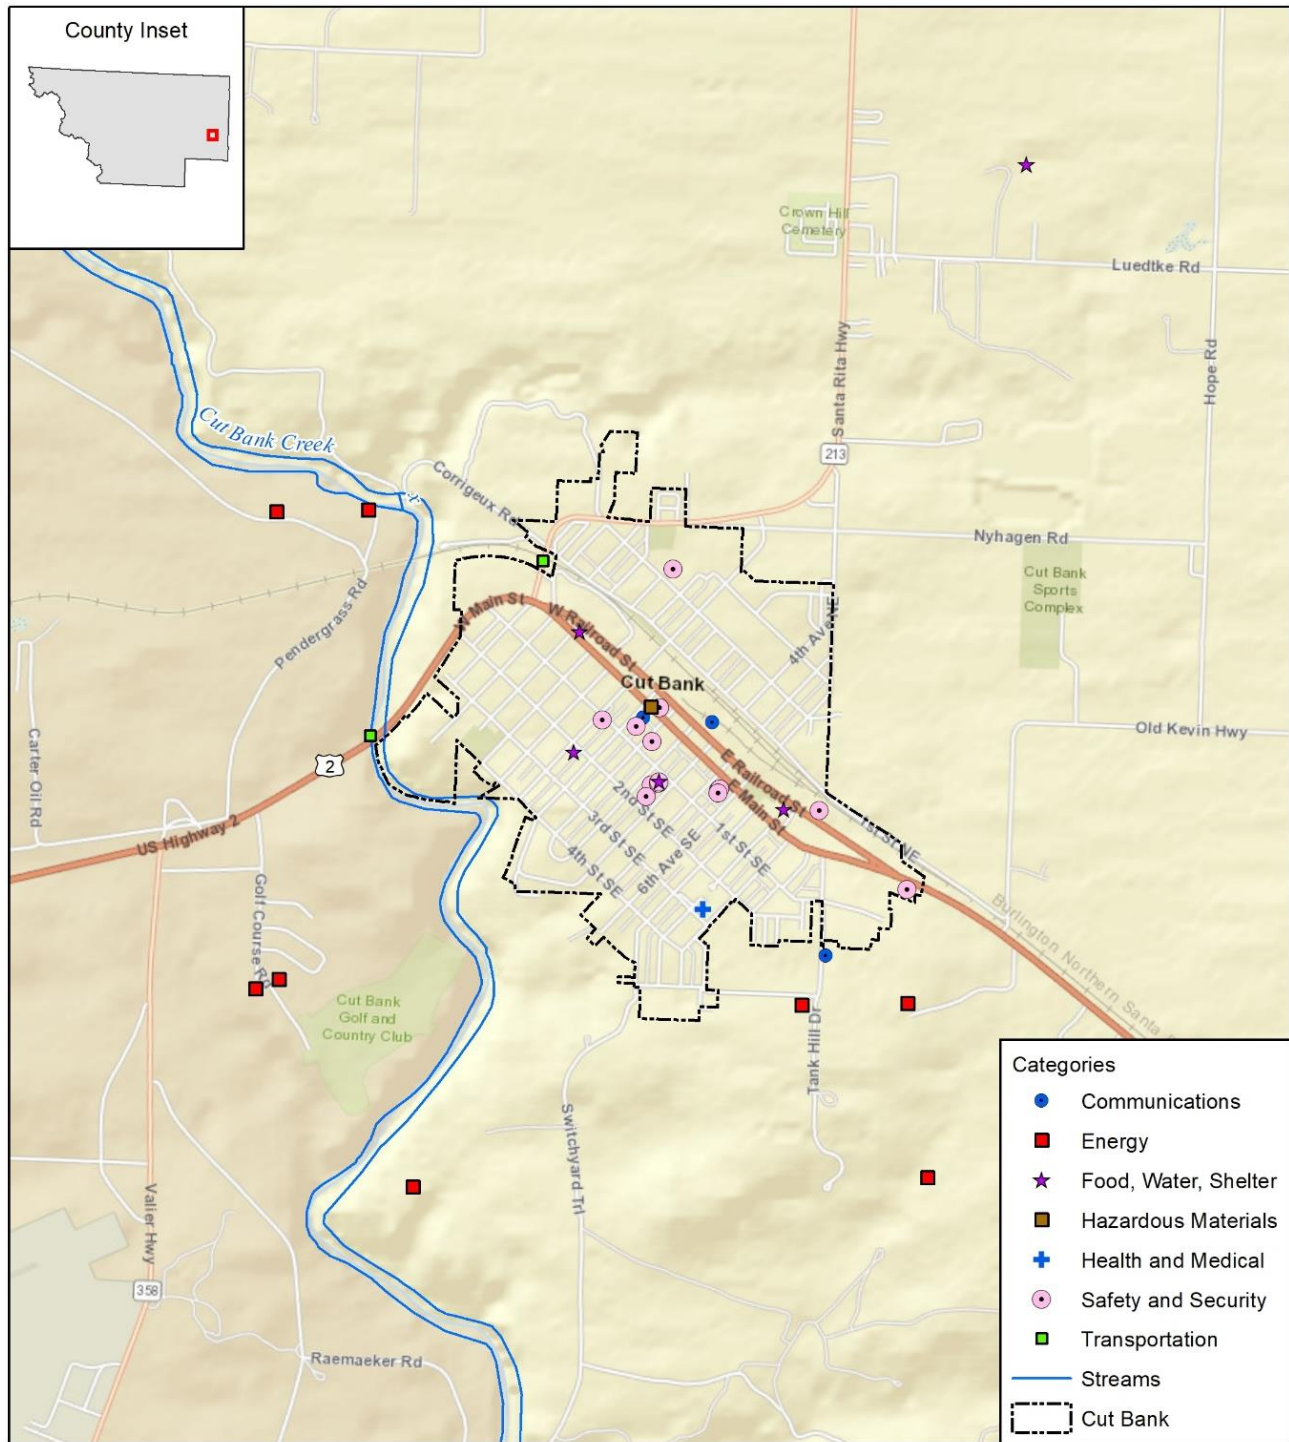 County Inset
Crown Hill
Cemetery
Luedtke Rd
Santa Rita Hwy
Hope Rd
Cut Bank Creek
213
Corrigeux Rd
Nyhagen Rd
Cut Bank
Sports
Complex
Pendergrass Rd
W Main St
W Railroad St
4th Ave NE
Cut Bank
Old Kevin Hwy
Carter Oil Rd
2
US Highway 2
E Railroad St
E Main St
1st St NE
2nd St SE
3rd St SE
4th St SE
6th Ave SE
1st St SE
Golf Course Rd
Burlington Northern Santa
Cut Bank
Golf and
Country Club
Tank Hill Dr
Switchyard Trl
Valier Hwy
358
Raemaeker Rd
Categories
Communications
Energy
Food, Water, Shelter
Hazardous Materials
Health and Medical
Safety and Security
Transportation
Streams
Cut Bank